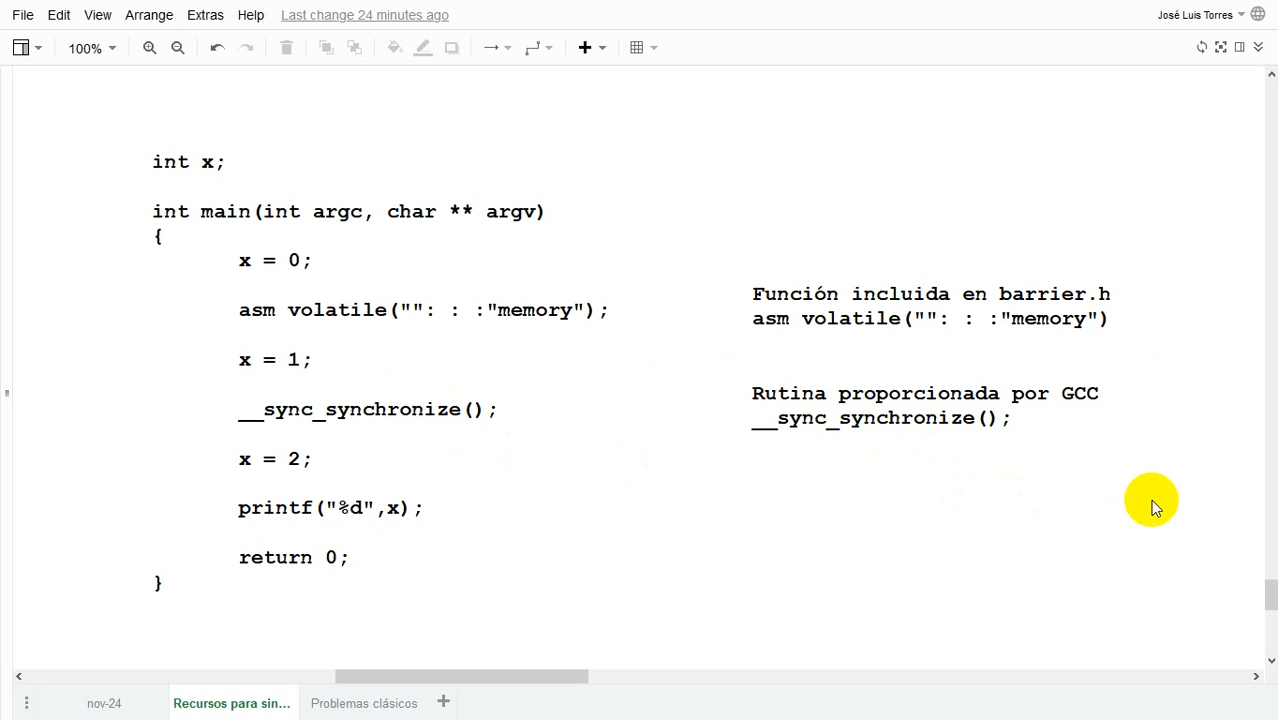 File Edit View Arrange Extras Help Last change 24 minutes ago José Luis Torres
100%
int x;
int main(int argc, char ** argv)
{
x = 0;
asm volatile("": : :"memory");
x = 1;
__sync_synchronize();
x = 2;
printf("%d",x);
return 0;
}
Función incluida en barrier.h
asm volatile("": : :"memory")
Rutina proporcionada por GCC
__sync_synchronize();
nov-24 Recursos para sin... Problemas clásicos